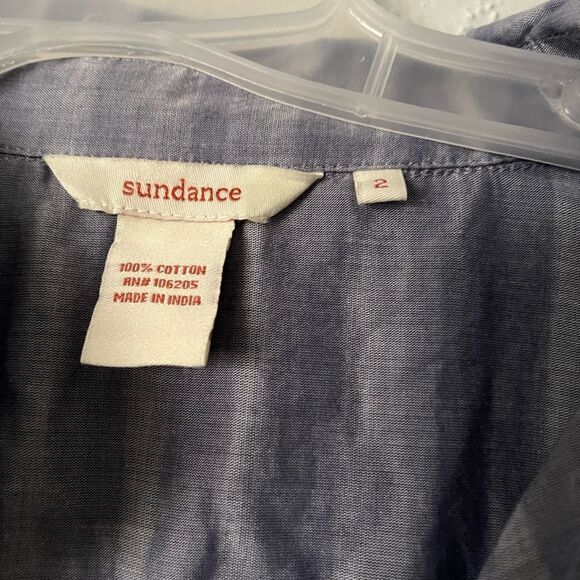 sundance
2
100% COTTON
RN# 106205
MADE IN INDIA